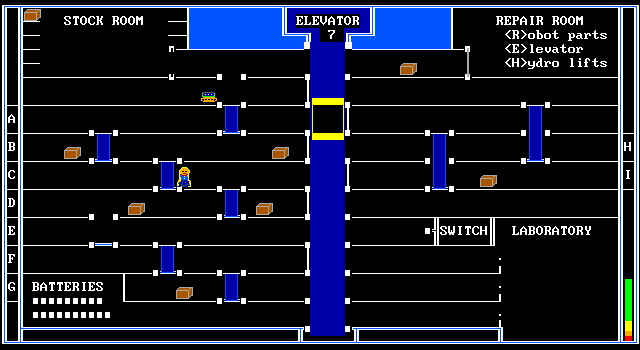 STOCK ROOM
ELEVATOR
7
REPAIR ROOM
<R>obot parts
<E>levator
<H>ydro lifts
A
B
H
C
I
D
E
SWITCH
LABORATORY
F
G
BATTERIES